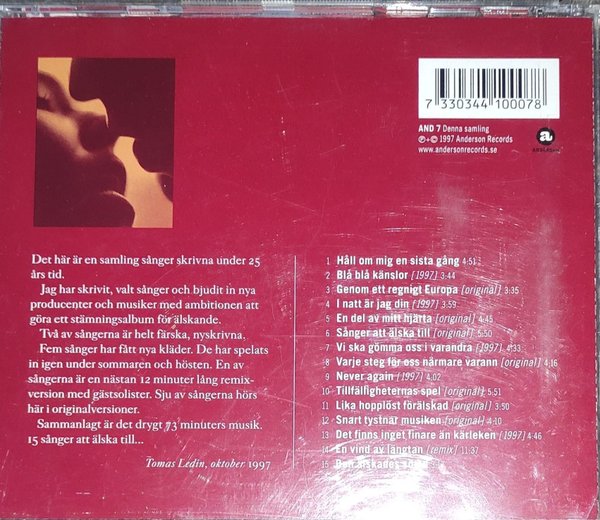 7 330344 100078
AND 7 Denna samling
℗+© 1997 Anderson Records
www.andersonrecords.se
a
Det här är en samling sånger skrivna under 25
års tid.
Jag har skrivit, valt sånger och bjudit in nya
producenter och musiker med ambitionen att
göra ett stämningsalbum för älskande.
Två av sångerna är helt färska, nyskrivna.
Fem sånger har fått nya kläder. De har spelats
in igen under sommaren och hösten. En av
sångerna är en nästan 12 minuter lång remix-
version med gästsolister. Sju av sångerna hörs
här i originalversioner.
Sammanlagt är det drygt 73 minuters musik.
15 sånger att älska till...
Tomas Ledin, oktober 1997
1 Håll om mig en sista gång 4:51
2 Blå blå känslor [1997] 3:44
3 Genom ett regnigt Europa [original] 3:35
4 I natt är jag din [1997] 3:59
5 En del av mitt hjärta [original] 4:45
6 Sånger att älska till [original] 5:50
7 Vi ska gömma oss i varandra [1997] 4:33
8 Varje steg för oss närmare varann [original] 4:16
9 Never again [1997] 4:02
10 Tillfälligheternas spel [original] 5:51
11 Lika hopplöst förälskad [original] 3:50
12 Snart tystnar musiken [original] 4:10
13 Det finns inget finare än kärleken [1997] 4:46
14 En vind av längtan [remix] 11:37
15 Den älskades